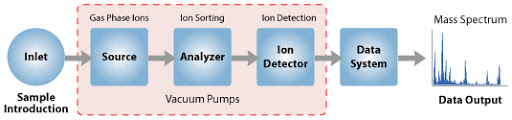 Gas Phase Ions
Ion Sorting
Ion Detection
Mass Spectrum
Inlet
Source
Analyzer
Ion
Detector
Data
System
Sample
Introduction
Vacuum Pumps
Data Output